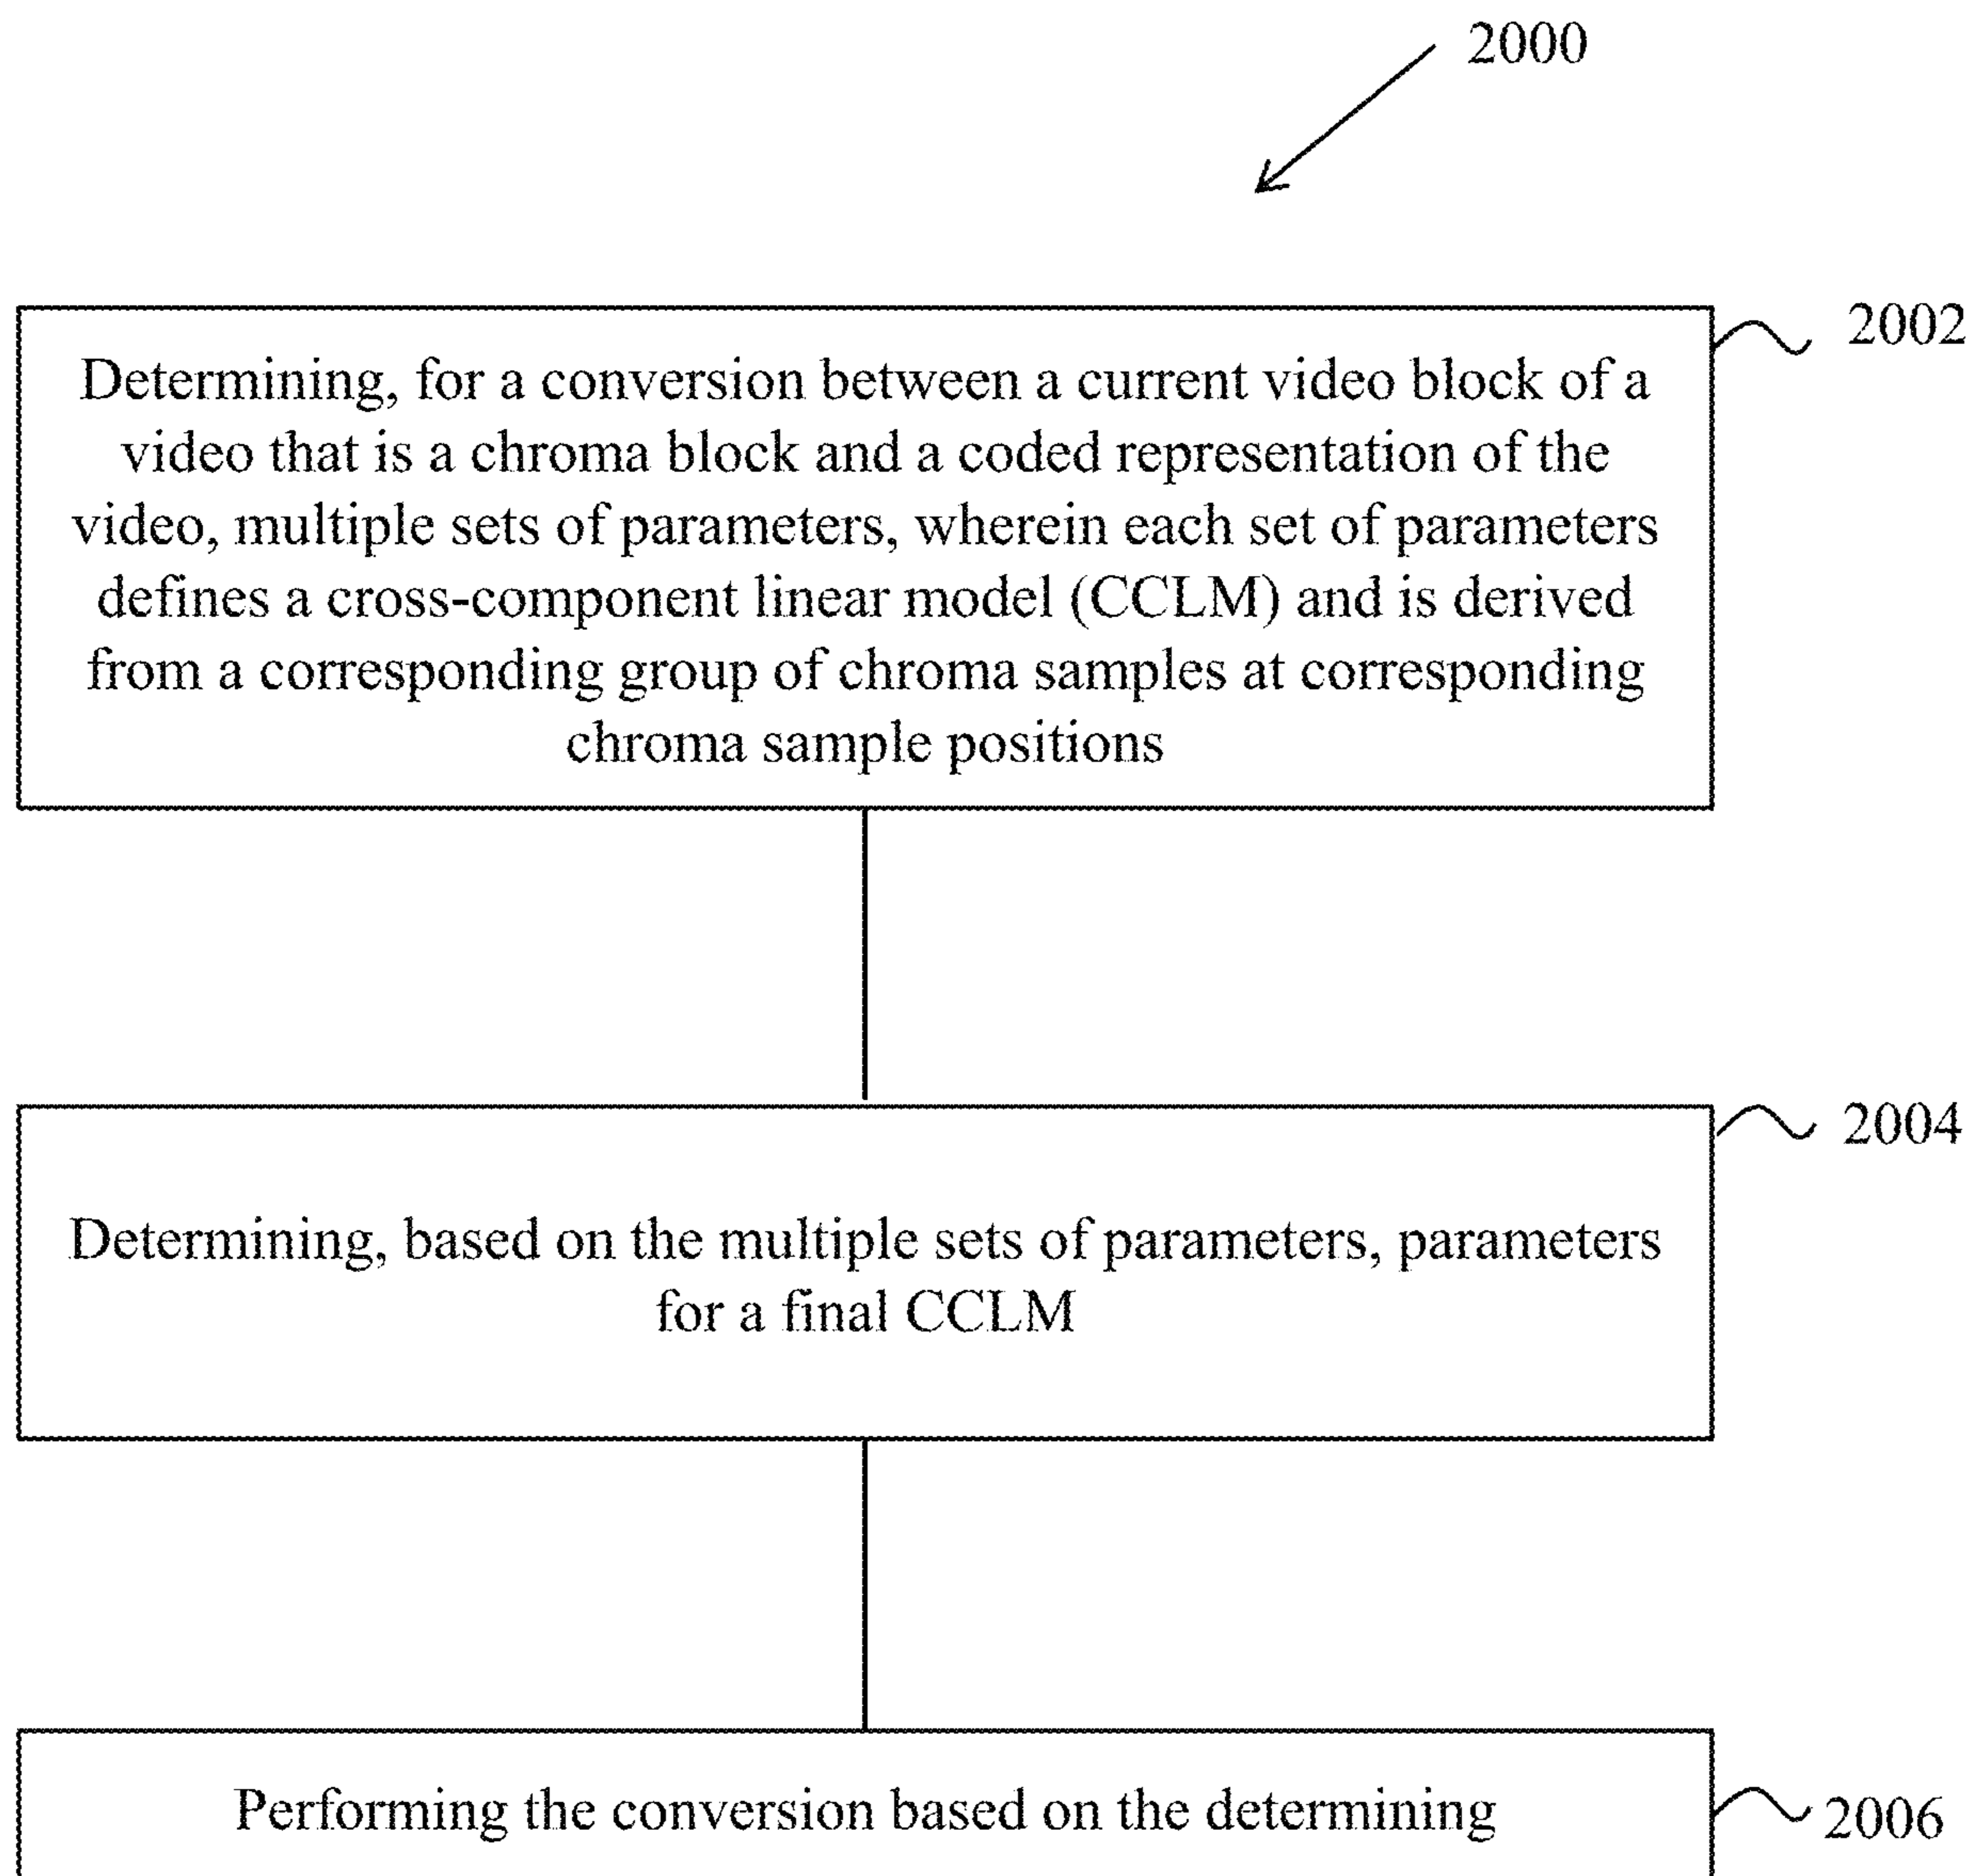 2000
2002
Determining, for a conversion between a current video block of a
video that is a chroma block and a coded representation of the
video, multiple sets of parameters, wherein each set of parameters
defines a cross-component linear model (CCLM) and is derived
from a corresponding group of chroma samples at corresponding
chroma sample positions
2004
Determining, based on the multiple sets of parameters, parameters
for a final CCLM
Performing the conversion based on the determining
2006